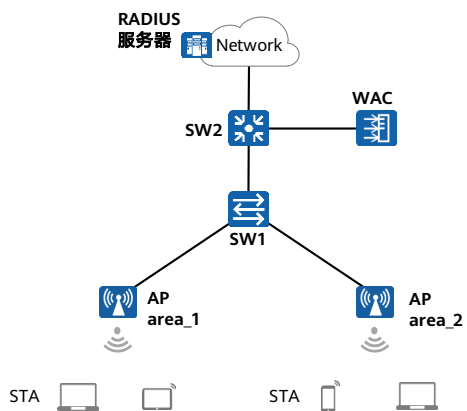 RADIUS
服务器
Network
WAC
SW2
SW1
AP
area_1
AP
area_2
STA
STA